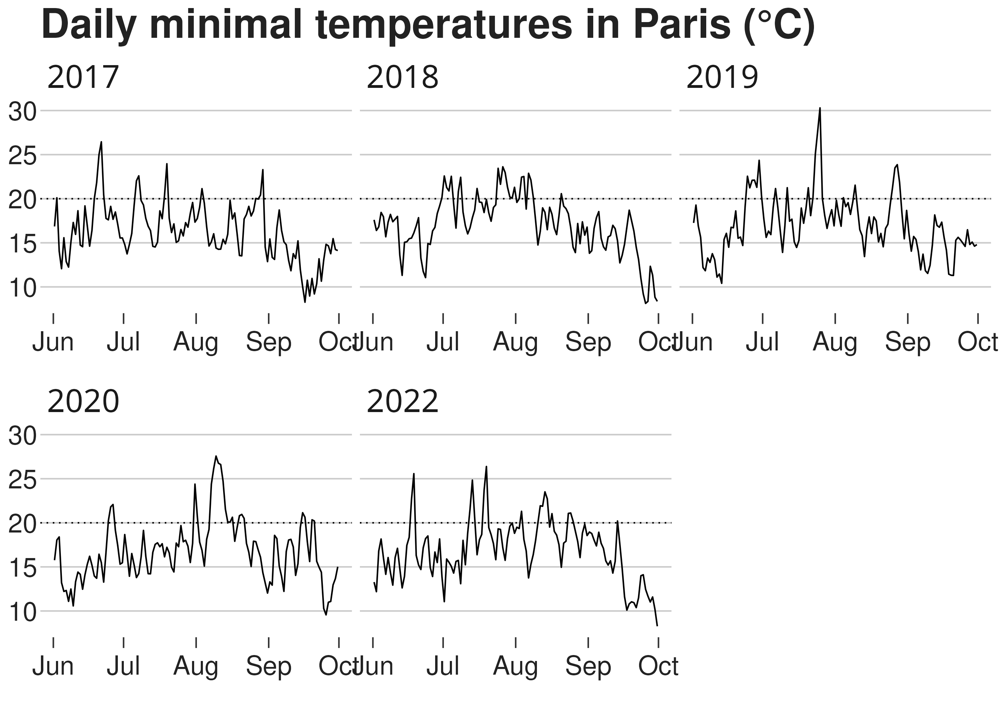 Daily minimal temperatures in Paris (°C)
2017 2018 2019
30
25
20
15
10
Jun Jul Aug Sep Oct Jun Jul Aug Sep Oct Jun Jul Aug Sep Oct
2020 2022
30
25
20
15
10
Jun Jul Aug Sep Oct Jun Jul Aug Sep Oct